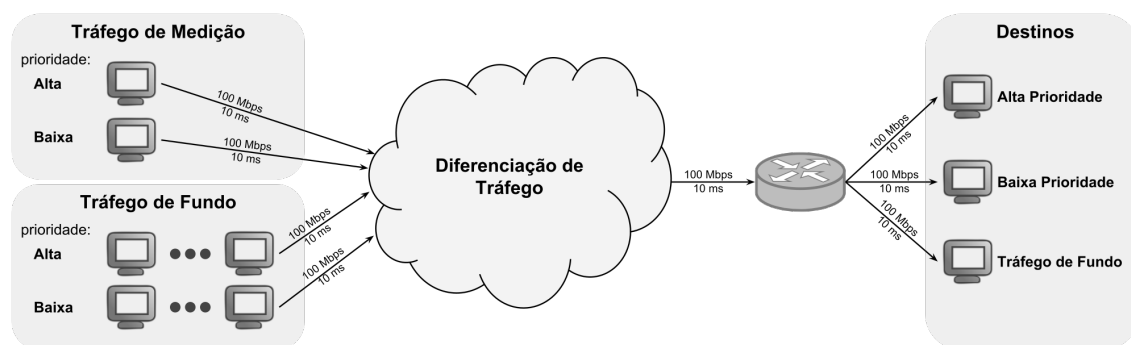 Tráfego de Medição
prioridade:
Alta
Baixa
100 Mbps
10 ms
100 Mbps
10 ms
Tráfego de Fundo
prioridade:
Alta
Baixa
100 Mbps
10 ms
100 Mbps
10 ms
Diferenciação de
Tráfego
100 Mbps
10 ms
Destinos
100 Mbps
10 ms
Alta Prioridade
100 Mbps
10 ms
Baixa Prioridade
100 Mbps
10 ms
Tráfego de Fundo